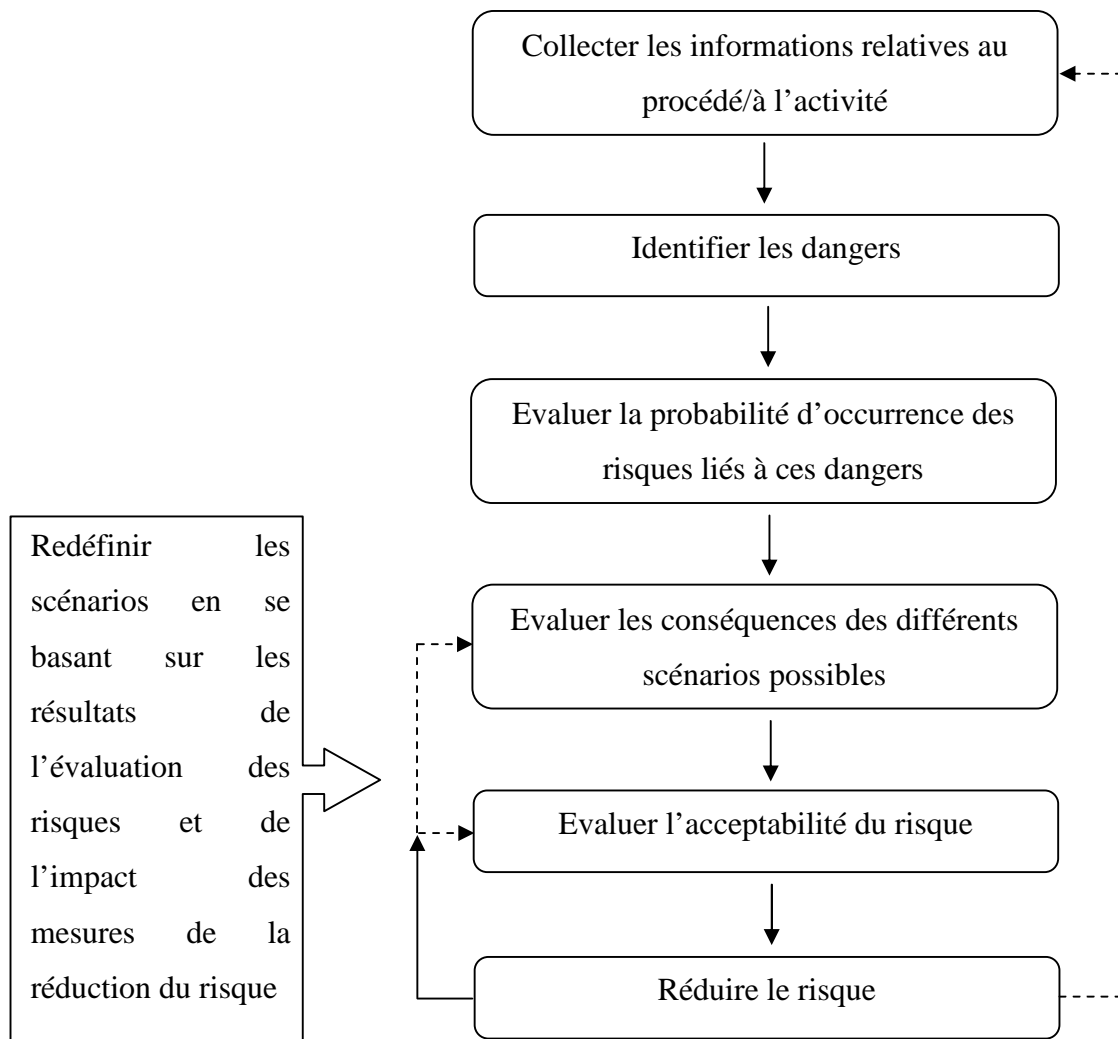 Collecter les informations relatives au
procédé/à l’activité
Identifier les dangers
Evaluer la probabilité d’occurrence des
risques liés à ces dangers
Evaluer les conséquences des différents
scénarios possibles
Evaluer l’acceptabilité du risque
Réduire le risque
Redéfinir les
scénarios en se
basant sur les
résultats de
l’évaluation des
risques et de
l’impact des
mesures de la
réduction du risque